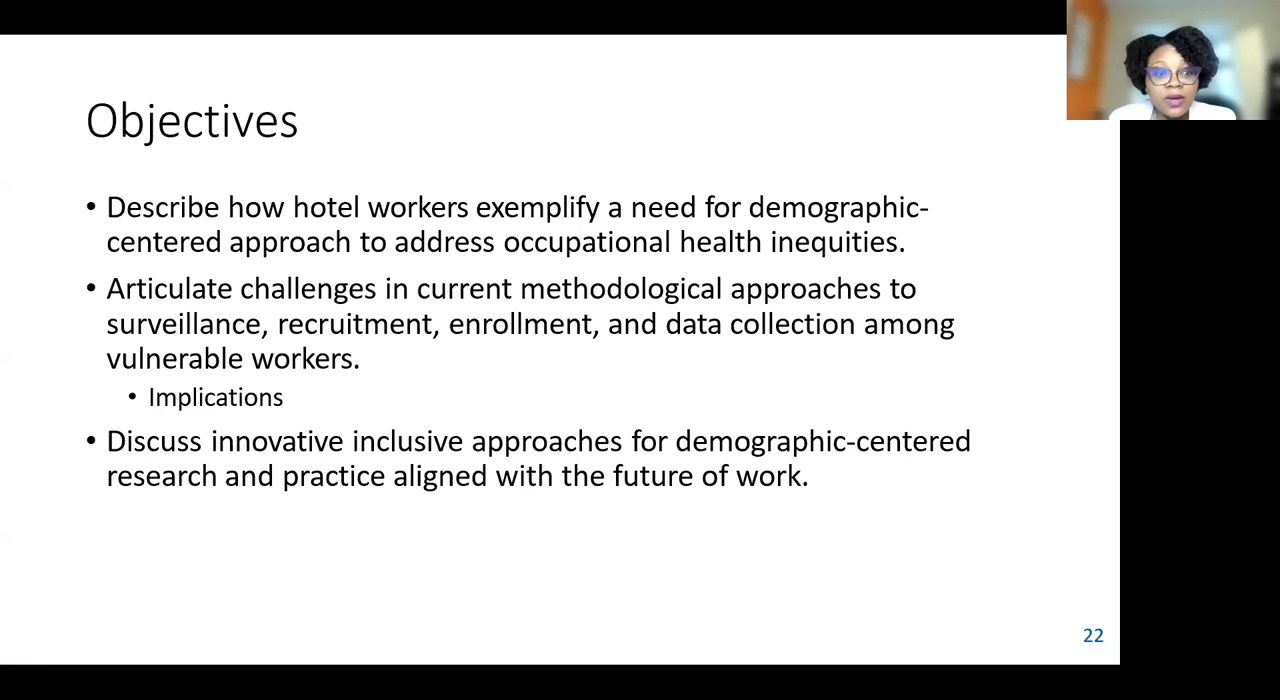 Objectives
• Describe how hotel workers exemplify a need for demographic-
centered approach to address occupational health inequities.
• Articulate challenges in current methodological approaches to
surveillance, recruitment, enrollment, and data collection among
vulnerable workers.
• Implications
• Discuss innovative inclusive approaches for demographic-centered
research and practice aligned with the future of work.
22